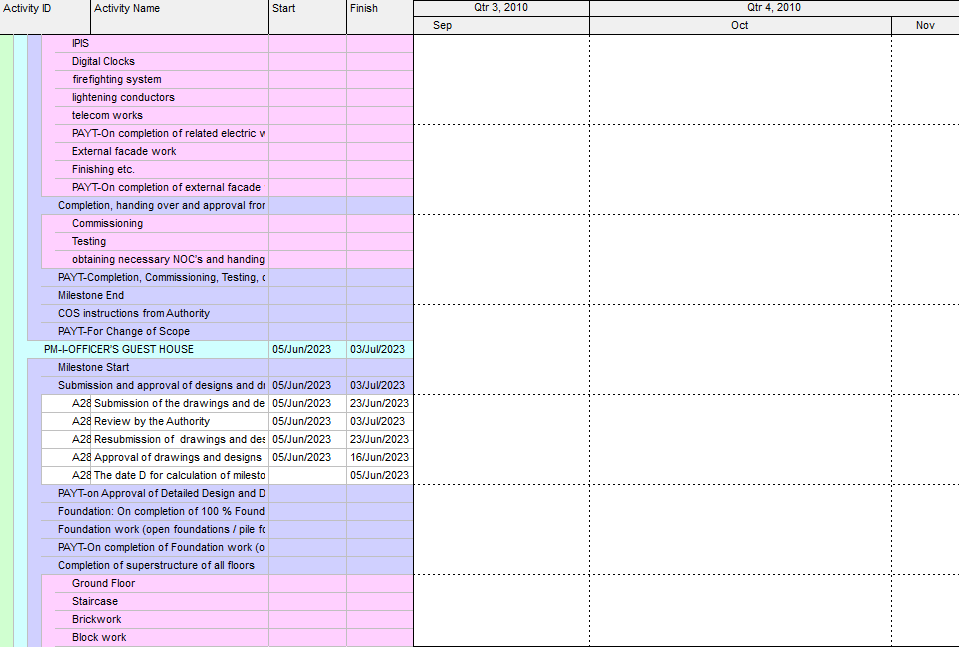 Activity ID Activity Name Start Finish Qtr 3, 2010 Qtr 4, 2010
Sep Oct Nov
IPIS
Digital Clocks
firefighting system
lightening conductors
telecom works
PAYT-On completion of related electric w
External facade work
Finishing etc.
PAYT-On completion of external facade
Completion, handing over and approval fror
Commissioning
Testing
obtaining necessary NOC's and handing
PAYT-Completion, Commissioning, Testing, c
Milestone End
COS instructions from Authority
PAYT-For Change of Scope
PM-I-OFFICER'S GUEST HOUSE 05/Jun/2023 03/Jul/2023
Milestone Start
Submission and approval of designs and dr 05/Jun/2023 03/Jul/2023
A28 Submission of the drawings and de 05/Jun/2023 23/Jun/2023
A28 Review by the Authority 05/Jun/2023 03/Jul/2023
A28 Resubmission of drawings and des 05/Jun/2023 23/Jun/2023
A28 Approval of drawings and designs 05/Jun/2023 16/Jun/2023
A28 The date D for calculation of milesto 05/Jun/2023
PAYT-on Approval of Detailed Design and D
Foundation: On completion of 100 % Found
Foundation work (open foundations / pile fo
PAYT-On completion of Foundation work (o
Completion of superstructure of all floors
Ground Floor
Staircase
Brickwork
Block work